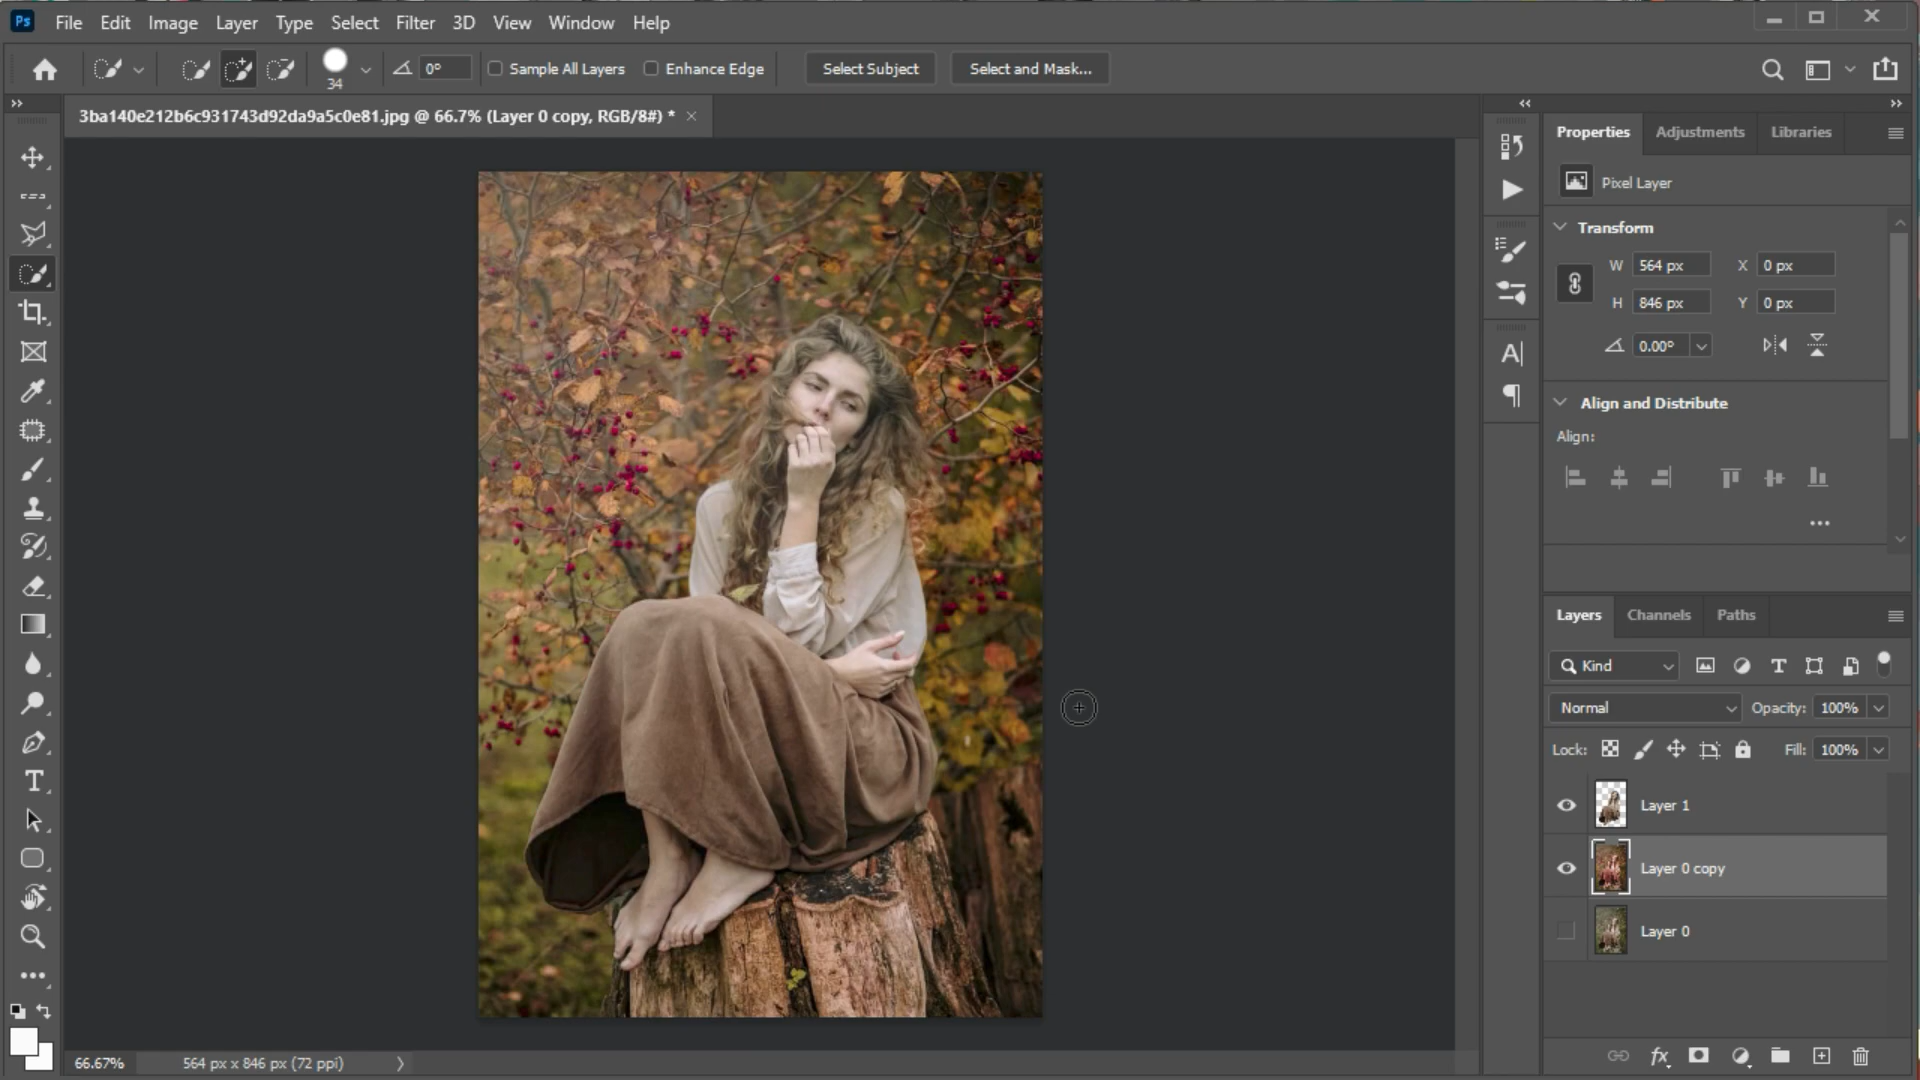 Ps File Edit Image Layer Type Select Filter 3D View Window Help
34 0° Sample All Layers Enhance Edge Select Subject Select and Mask...
3ba140e212b6c931743d92da9a5c0e81.jpg @ 66.7% (Layer 0 copy, RGB/8#) * ×
Properties Adjustments Libraries
Pixel Layer
Transform
W 564 px X 0 px
H 846 px Y 0 px
0.00°
Align and Distribute
Align:
Layers Channels Paths
Kind
Normal Opacity: 100%
Lock: Fill: 100%
Layer 1
Layer 0 copy
Layer 0
fx
66.67% 564 px x 846 px (72 ppi)